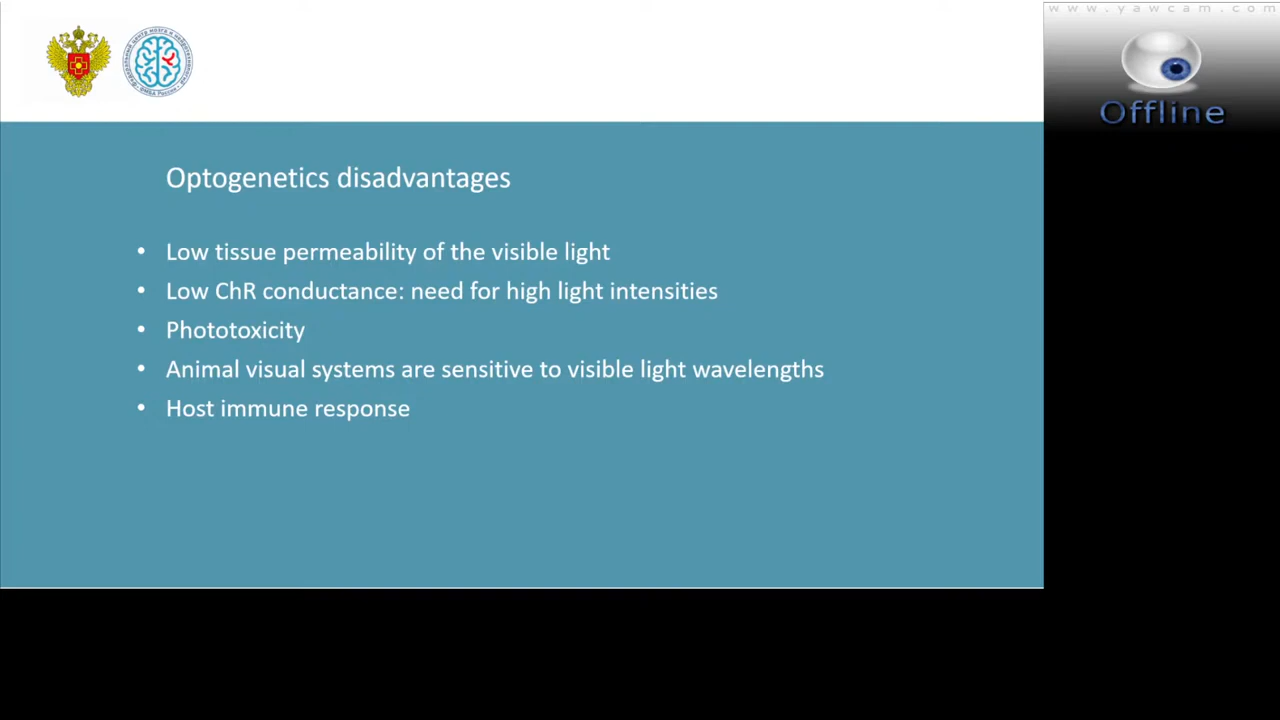 www.yawcam.com
Offline
Optogenetics disadvantages
• Low tissue permeability of the visible light
• Low ChR conductance: need for high light intensities
• Phototoxicity
• Animal visual systems are sensitive to visible light wavelengths
• Host immune response